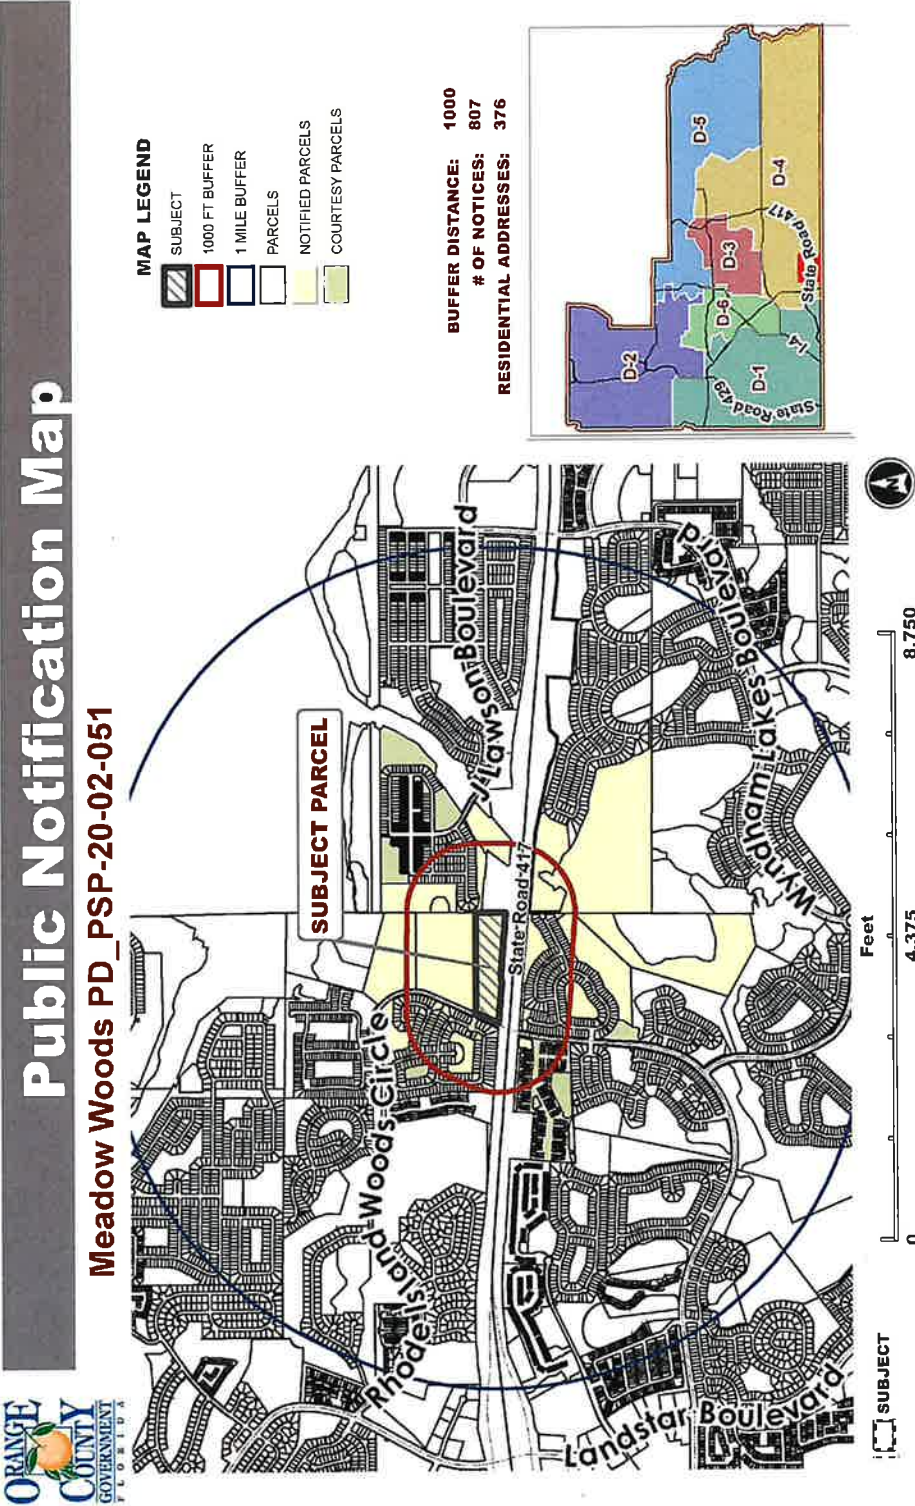 ORANGE
COUNTY
GOVERNMENT
FLORIDA
Public Notification Map
Meadow Woods PD_PSP-20-02-051
SUBJECT PARCEL
Rhode Island Woods Circle
J Lawson Boulevard
State Road 417
Landstar Boulevard
Wyndham Lakes Boulevard
MAP LEGEND
SUBJECT
1000 FT BUFFER
1 MILE BUFFER
PARCELS
NOTIFIED PARCELS
COURTESY PARCELS
BUFFER DISTANCE: 1000
# OF NOTICES: 807
RESIDENTIAL ADDRESSES: 376
D-2
D-5
D-3
D-6
D-4
D-1
State Road 429
I-4
State Road 417
SUBJECT
Feet
0 4,375 8,750
N